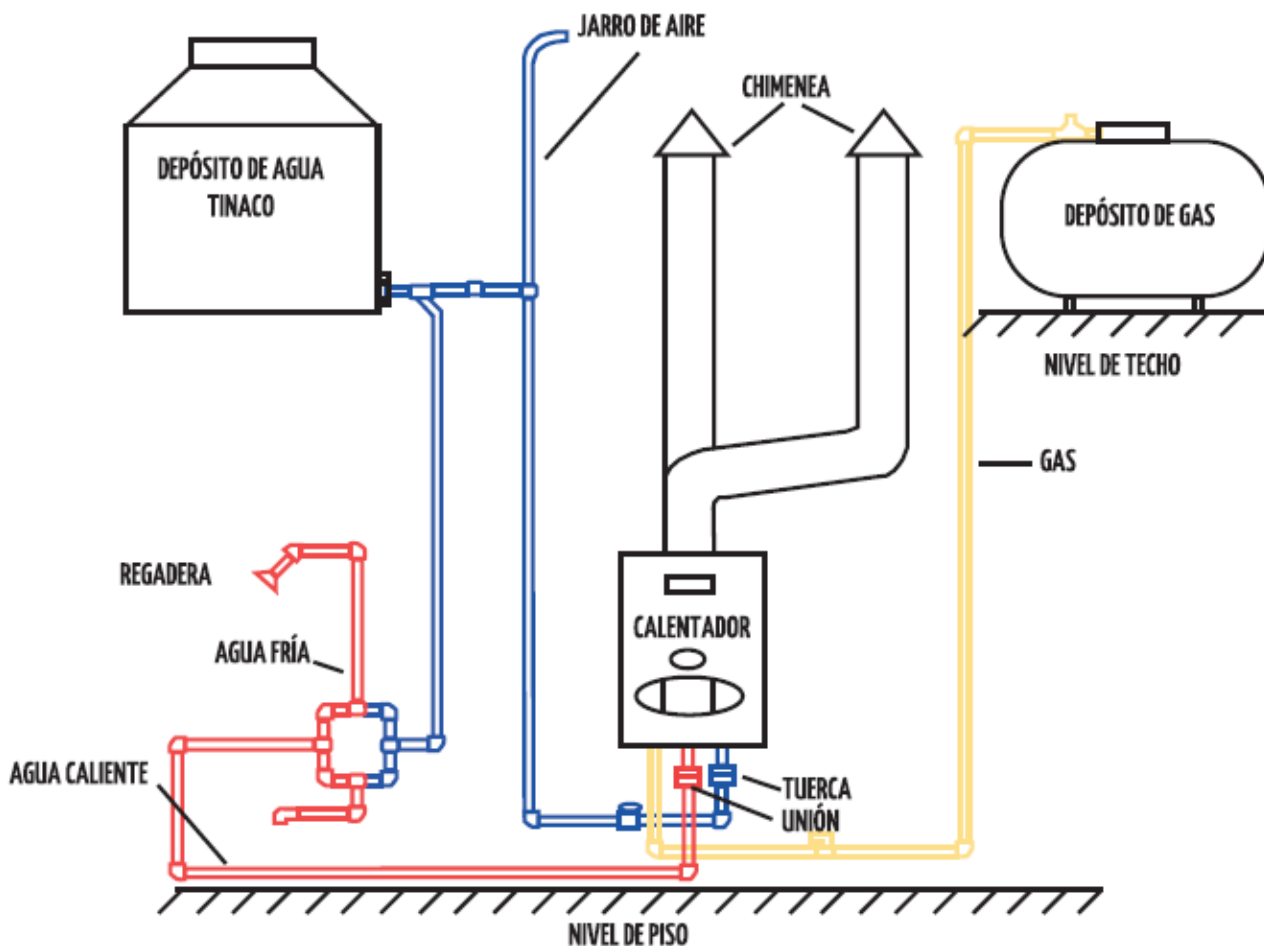 JARRO DE AIRE
CHIMENEA
DEPÓSITO DE AGUA
TINACO
DEPÓSITO DE GAS
NIVEL DE TECHO
GAS
REGADERA
CALENTADOR
AGUA FRÍA
AGUA CALIENTE
TUERCA
UNIÓN
NIVEL DE PISO